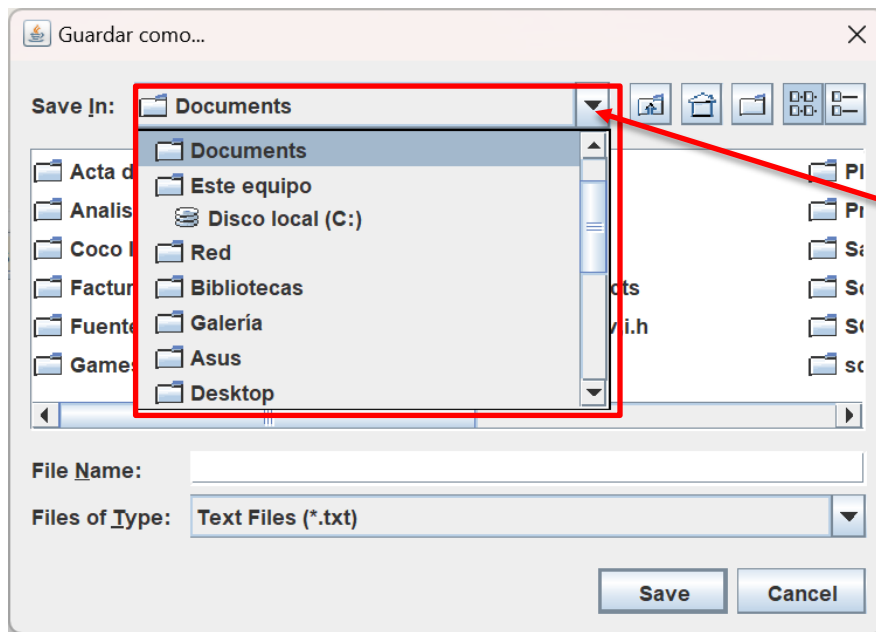 Guardar como...
Save In: Documents
Documents
Este equipo
Disco local (C:)
Red
Bibliotecas
Galería
Asus
Desktop
Acta d
Analis
Coco
Factur
Fuente
Games
cts
i.h
Pl
Pr
Sa
Sc
sc
File Name:
Files of Type: Text Files (*.txt)
Save Cancel